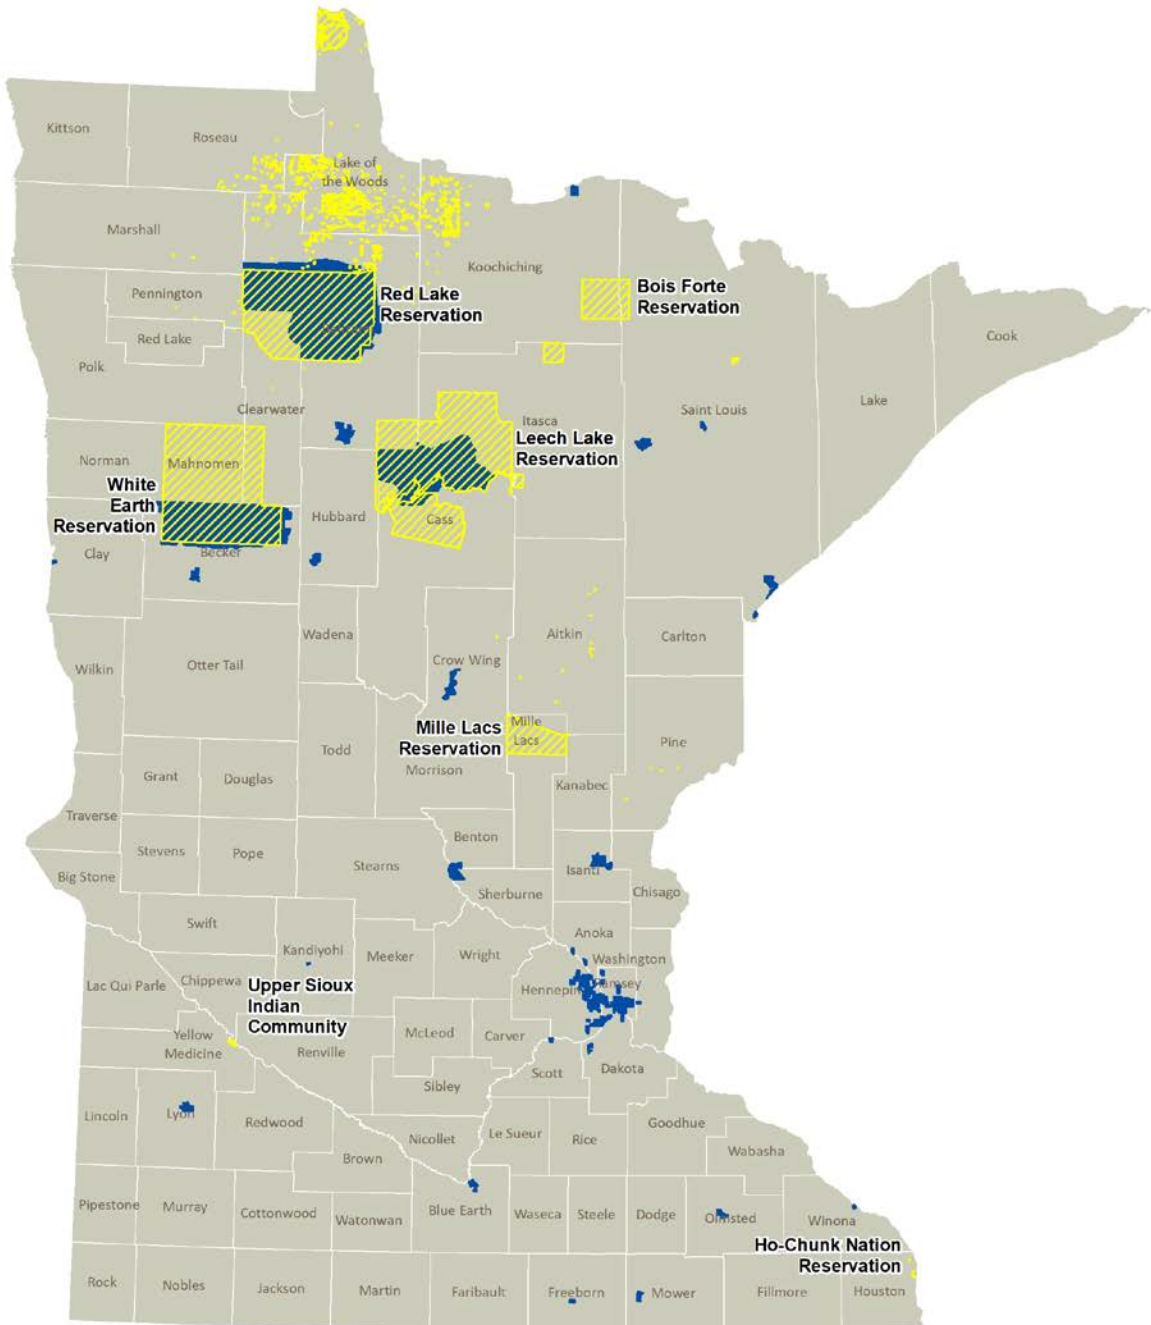 Kittson
Roseau
Lake of
the Woods
Marshall
Koochiching
Pennington
Red Lake
Reservation
Bois Forte
Reservation
Red Lake
Cook
Polk
Lake
Clearwater
Saint Louis
Itasca
Leech Lake
Reservation
Norman
Mahnomen
White
Earth
Reservation
Hubbard
Cass
Clay
Becker
Wadena
Aitkin
Carlton
Otter Tail
Crow Wing
Wilkin
Mille Lacs
Reservation
Mille
Lacs
Pine
Todd
Morrison
Grant
Douglas
Kanabec
Traverse
Benton
Stevens
Pope
Stearns
Isanti
Big Stone
Sherburne
Chisago
Swift
Anoka
Kandiyohi
Meeker
Wright
Washington
Lac Qui Parle
Chippewa
Hennepin
Ramsey
Upper Sioux
Indian
Community
Yellow
Medicine
Renville
McLeod
Carver
Scott
Dakota
Sibley
Lincoln
Lyon
Redwood
Nicollet
Le Sueur
Rice
Goodhue
Wabasha
Brown
Pipestone
Murray
Cottonwood
Watonwan
Blue Earth
Waseca
Steele
Dodge
Olmsted
Winona
Ho-Chunk Nation
Reservation
Rock
Nobles
Jackson
Martin
Faribault
Freeborn
Mower
Fillmore
Houston